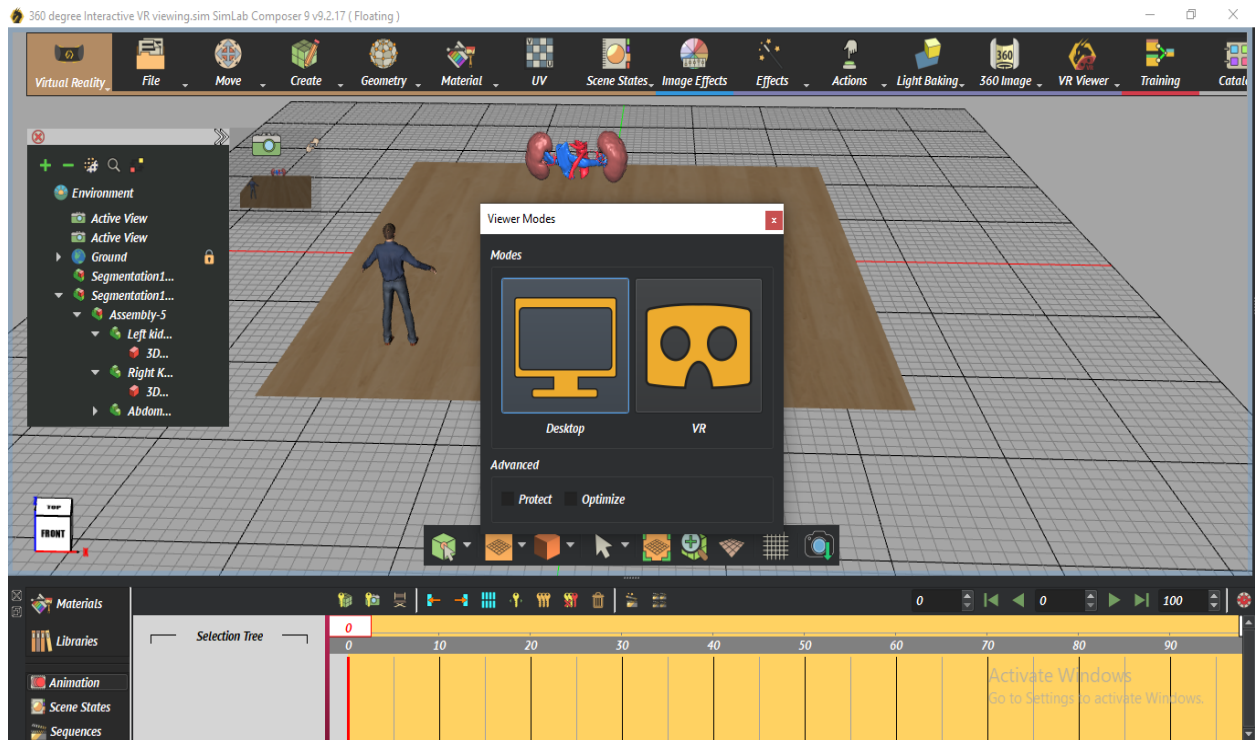 360 degree Interactive VR viewing.sim SimLab Composer 9 v9.2.17 ( Floating )
Virtual Reality File Move Create Geometry Material UV Scene States Image Effects Effects Actions Light Baking 360 Image VR Viewer Training Catal
360
Environment
Active View
Active View
Ground
Segmentation1...
Segmentation1...
Assembly-5
Left kid...
3D...
Right K...
3D...
Abdom...
Viewer Modes
x
Modes
Desktop VR
Advanced
Protect Optimize
TOP
FRONT
x
Materials
Libraries
Animation
Scene States
Sequences
Selection Tree
0 0 100
0
0 10 20 30 40 50 60 70 80 90
Activate Windows
Go to Settings to activate Windows.